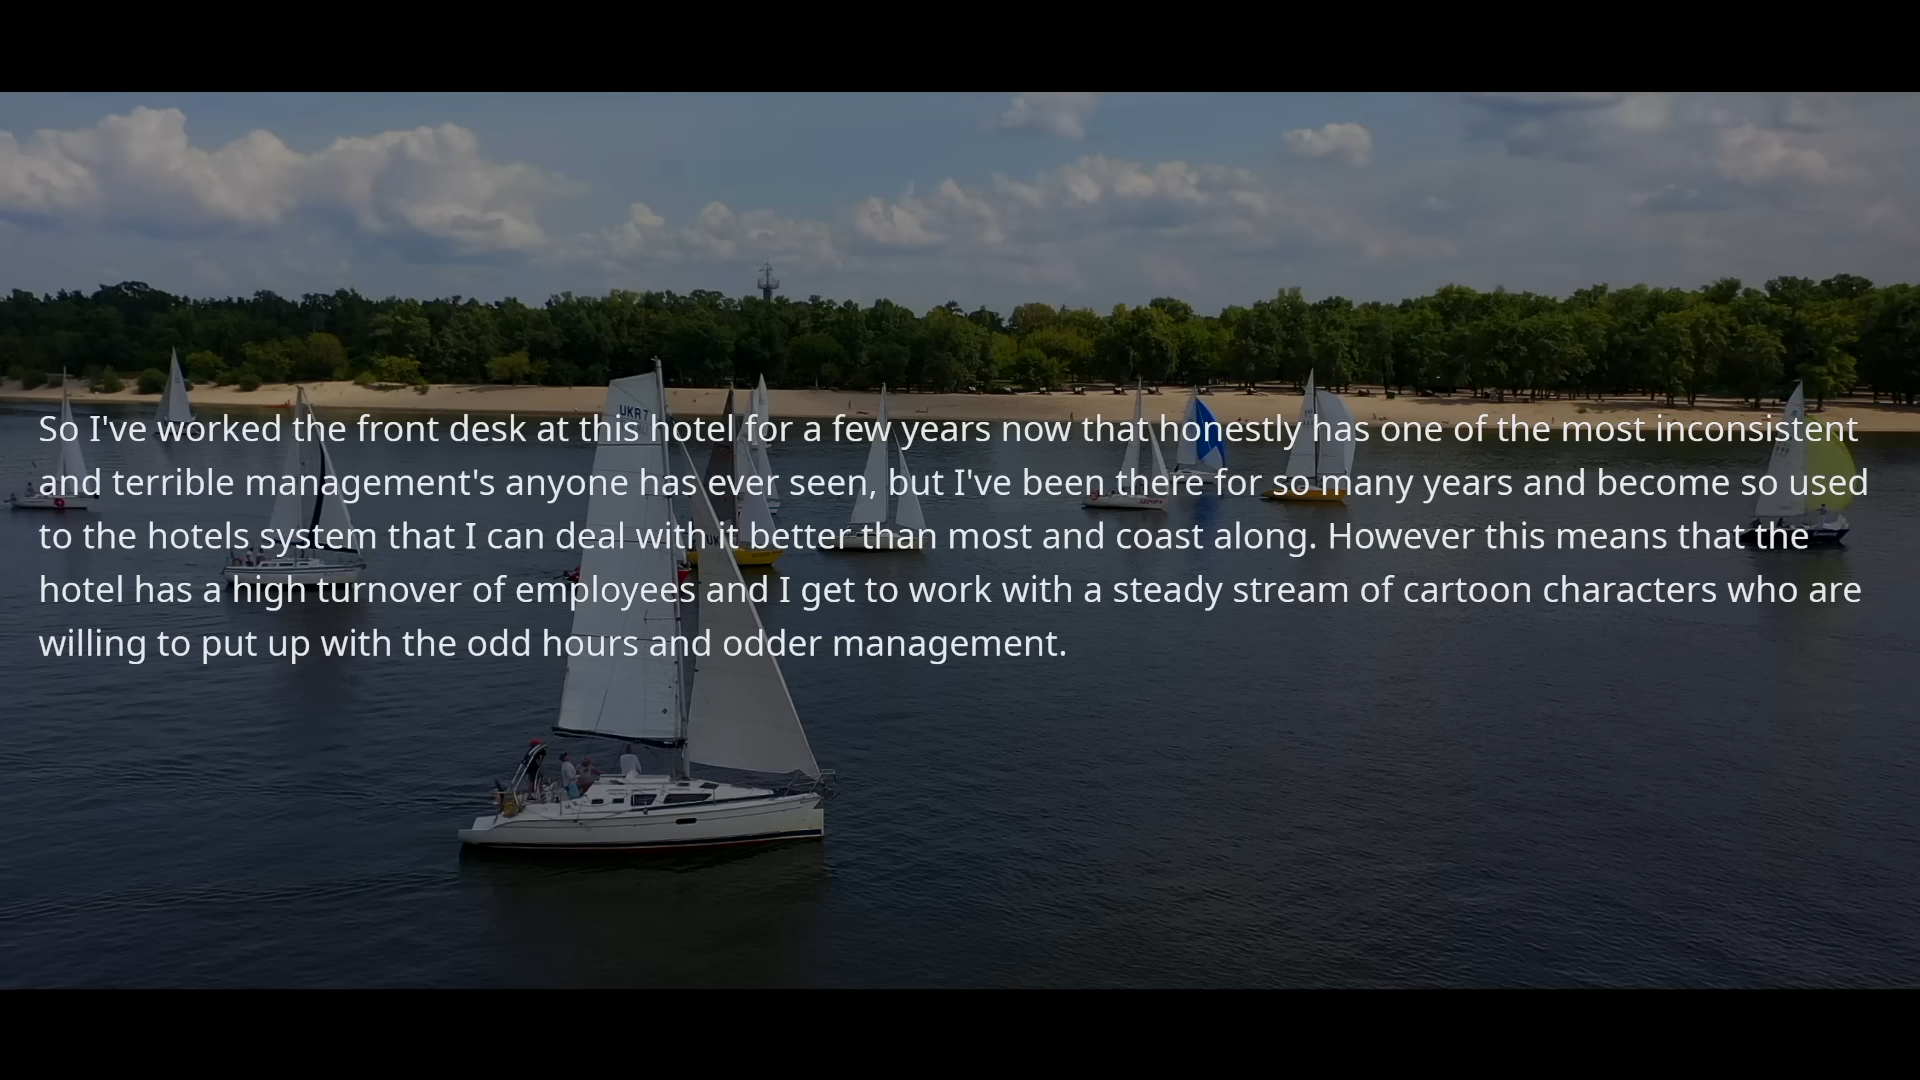 So I've worked the front desk at this hotel for a few years now that honestly has one of the most inconsistent
and terrible management's anyone has ever seen, but I've been there for so many years and become so used
to the hotels system that I can deal with it better than most and coast along. However this means that the
hotel has a high turnover of employees and I get to work with a steady stream of cartoon characters who are
willing to put up with the odd hours and odder management.